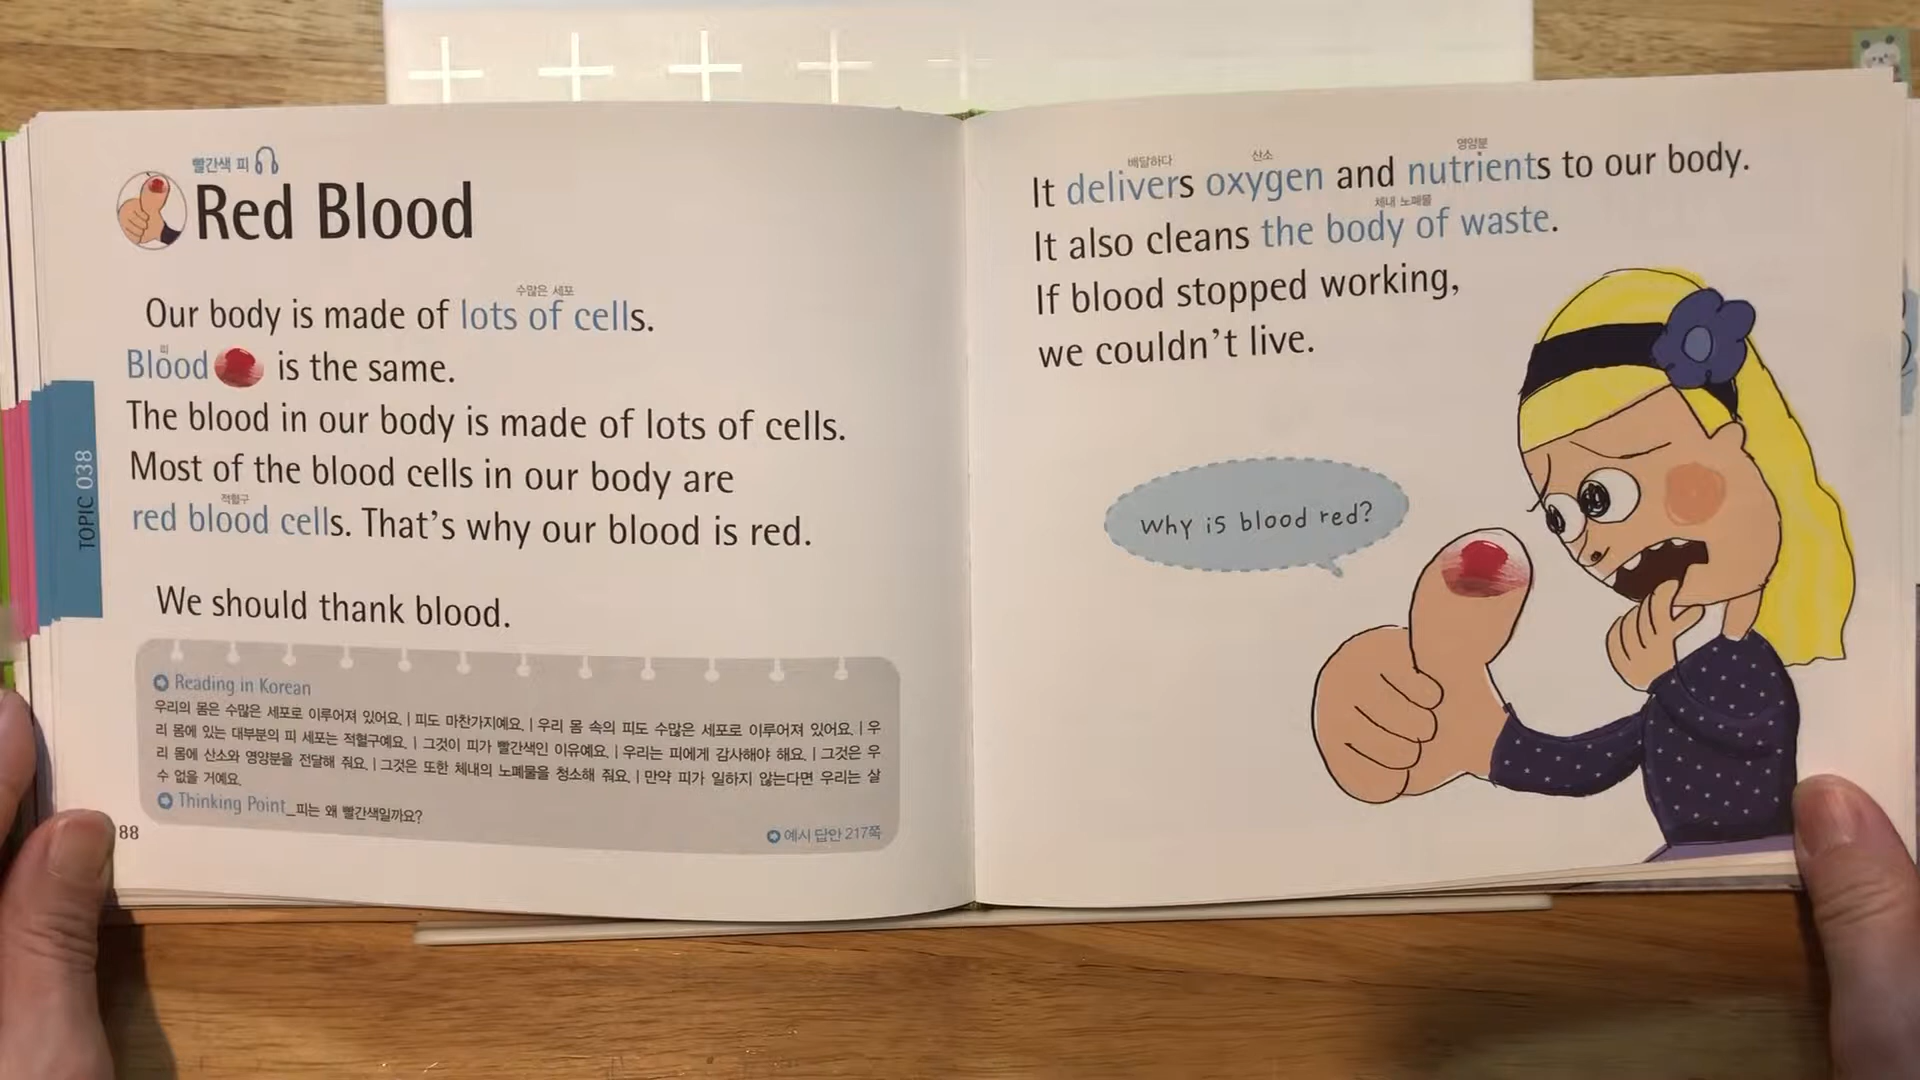 빨간색 피
Red Blood
수많은 세포
Our body is made of lots of cells.
피
Blood is the same.
The blood in our body is made of lots of cells.
Most of the blood cells in our body are
적혈구
red blood cells. That's why our blood is red.
We should thank blood.
TOPIC 038
Reading in Korean
우리의 몸은 수많은 세포로 이루어져 있어요. | 피도 마찬가지예요. | 우리 몸 속의 피도 수많은 세포로 이루어져 있어요. | 우
리 몸에 있는 대부분의 피 세포는 적혈구예요. | 그것이 피가 빨간색인 이유예요. | 우리는 피에게 감사해야 해요. | 그것은 우
리 몸에 산소와 영양분을 전달해 줘요. | 그것은 또한 체내의 노폐물을 청소해 줘요. | 만약 피가 일하지 않는다면 우리는 살
수 없을 거예요.
Thinking Point_피는 왜 빨간색일까요?
예시 답안 217쪽
88
배달하다 산소 영양분
It delivers oxygen and nutrients to our body.
체내 노폐물
It also cleans the body of waste.
If blood stopped working,
we couldn't live.
Why is blood red?